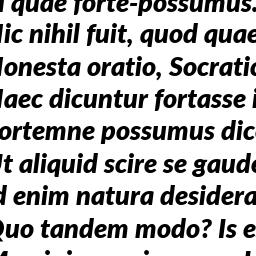 quae forte-possumus.
Hic nihil fuit, quod quae
Honesta oratio, Socratic
Haec dicuntur fortasse i
ortemne possumus dic
Ut aliquid scire se gaude
d enim natura desidera
Quo tandem modo? Is e